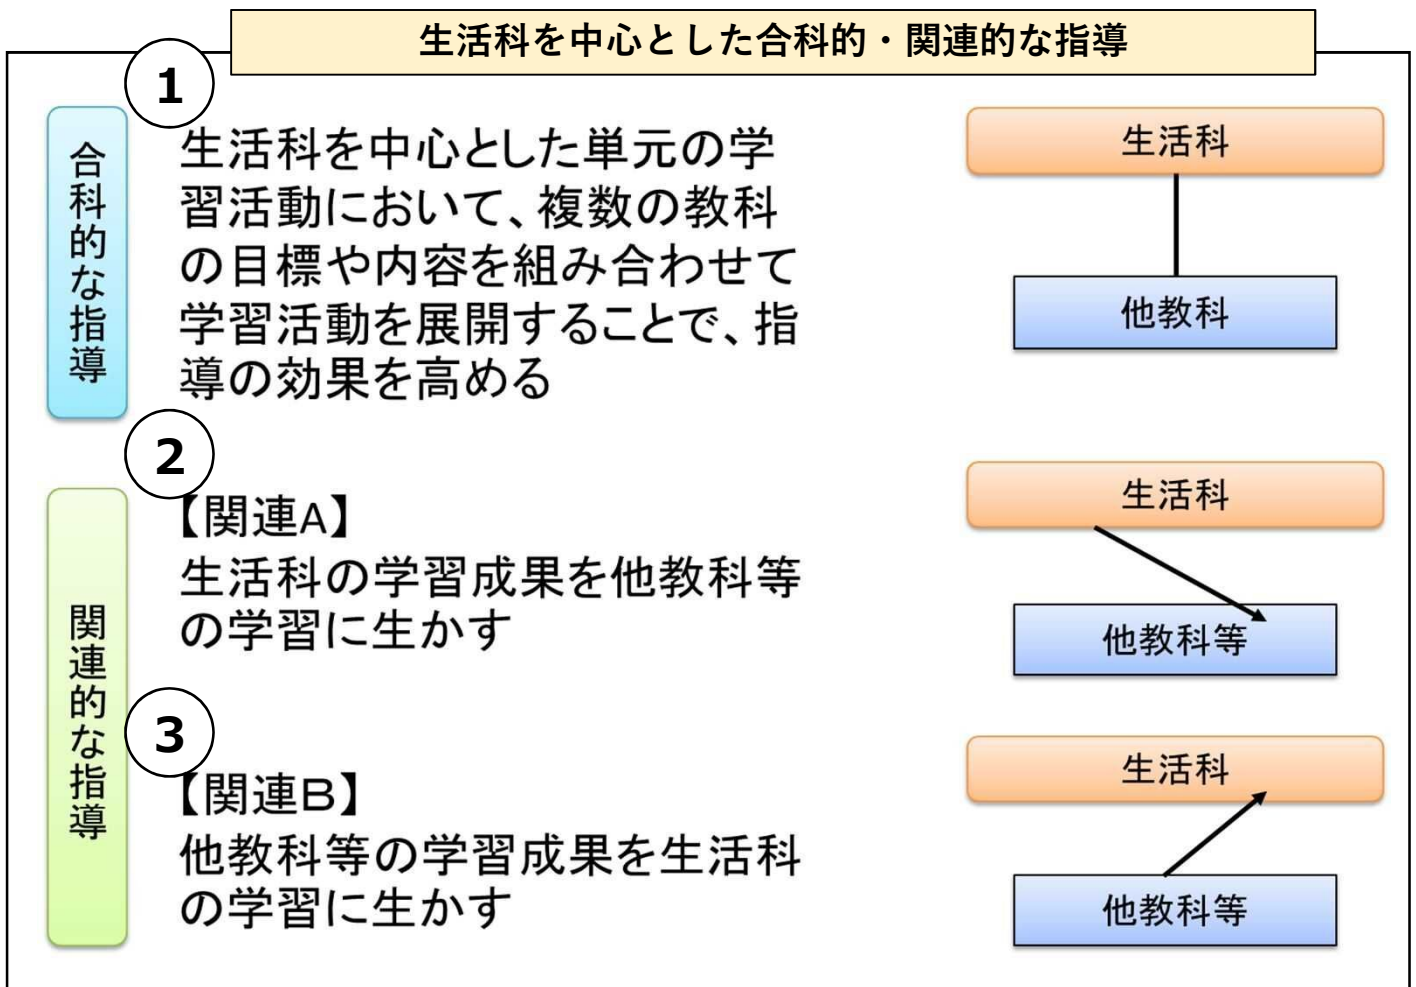 生活科を中心とした合科的・関連的な指導
1
合科的な指導
生活科を中心とした単元の学
習活動において、複数の教科
の目標や内容を組み合わせて
学習活動を展開することで、指
導の効果を高める
生活科
他教科
関連的な指導
2
【関連A】
生活科の学習成果を他教科等
の学習に生かす
生活科
他教科等
3
【関連B】
他教科等の学習成果を生活科
の学習に生かす
生活科
他教科等